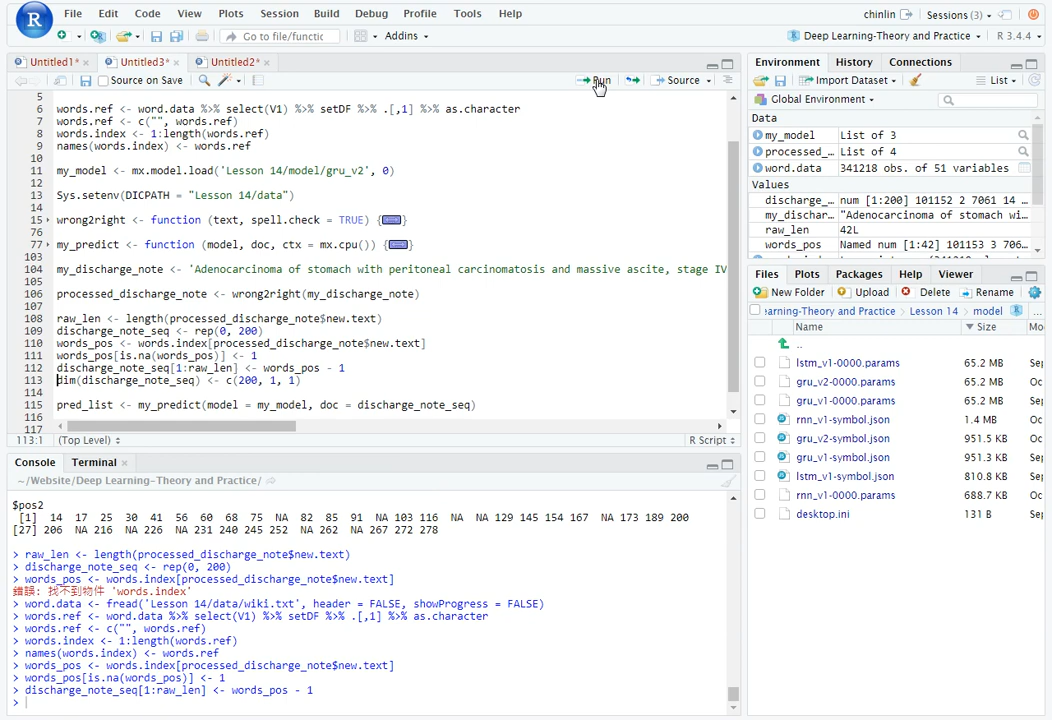 File Edit Code View Plots Session Build Debug Profile Tools Help
chinlin Sessions (3)
Go to file/functic Addins
Deep Learning-Theory and Practice R 3.4.4
Untitled1* Untitled3* Untitled2*
Source on Save Run Source
5
6 words.ref <- word.data %>% select(V1) %>% setDF %>% .[,1] %>% as.character
7 words.ref <- c("", words.ref)
8 words.index <- 1:length(words.ref)
9 names(words.index) <- words.ref
10
11 my_model <- mx.model.load('Lesson 14/model/gru_v2', 0)
12
13 Sys.setenv(DICPATH = "Lesson 14/data")
14
15 wrong2right <- function (text, spell.check = TRUE) {
76
77 my_predict <- function (model, doc, ctx = mx.cpu()) {
103
104 my_discharge_note <- 'Adenocarcinoma of stomach with peritoneal carcinomatosis and massive ascite, stage IV
105
106 processed_discharge_note <- wrong2right(my_discharge_note)
107
108 raw_len <- length(processed_discharge_note$new.text)
109 discharge_note_seq <- rep(0, 200)
110 words_pos <- words.index[processed_discharge_note$new.text]
111 words_pos[is.na(words_pos)] <- 1
112 discharge_note_seq[1:raw_len] <- words_pos - 1
113 dim(discharge_note_seq) <- c(200, 1, 1)
114
115 pred_list <- my_predict(model = my_model, doc = discharge_note_seq)
116
117
113:1 (Top Level) R Script
Console Terminal
~/Website/Deep Learning-Theory and Practice/
$pos2
[1] 14 17 25 30 41 56 60 68 75 NA 82 85 91 NA 103 116 NA NA 129 145 154 167 NA 173 189 200
[27] 206 NA 216 NA 226 NA 231 240 245 252 NA 262 NA 267 272 278
> raw_len <- length(processed_discharge_note$new.text)
> discharge_note_seq <- rep(0, 200)
> words_pos <- words.index[processed_discharge_note$new.text]
錯誤: 找不到物件 'words.index'
> word.data <- fread('Lesson 14/data/wiki.txt', header = FALSE, showProgress = FALSE)
> words.ref <- word.data %>% select(V1) %>% setDF %>% .[,1] %>% as.character
> words.ref <- c("", words.ref)
> words.index <- 1:length(words.ref)
> names(words.index) <- words.ref
> words_pos <- words.index[processed_discharge_note$new.text]
> words_pos[is.na(words_pos)] <- 1
> discharge_note_seq[1:raw_len] <- words_pos - 1
>
Environment History Connections
Import Dataset List
Global Environment
Data
my_model List of 3
processed_… List of 4
word.data 341218 obs. of 51 variables
Values
discharge_… num [1:200] 101152 2 7061 14 ...
my_dischar… "Adenocarcinoma of stomach wi…
raw_len 42L
words_pos Named num [1:42] 101153 3 706…
Files Plots Packages Help Viewer
New Folder Upload Delete Rename
earning-Theory and Practice Lesson 14 model ...
Name Size Mo
..
lstm_v1-0000.params 65.2 MB Sep
gru_v2-0000.params 65.2 MB Oc
gru_v1-0000.params 65.2 MB Sep
rnn_v1-symbol.json 1.4 MB Oc
gru_v2-symbol.json 951.5 KB Oc
gru_v1-symbol.json 951.3 KB Sep
lstm_v1-symbol.json 810.8 KB Sep
rnn_v1-0000.params 688.7 KB Oc
desktop.ini 131 B Sep